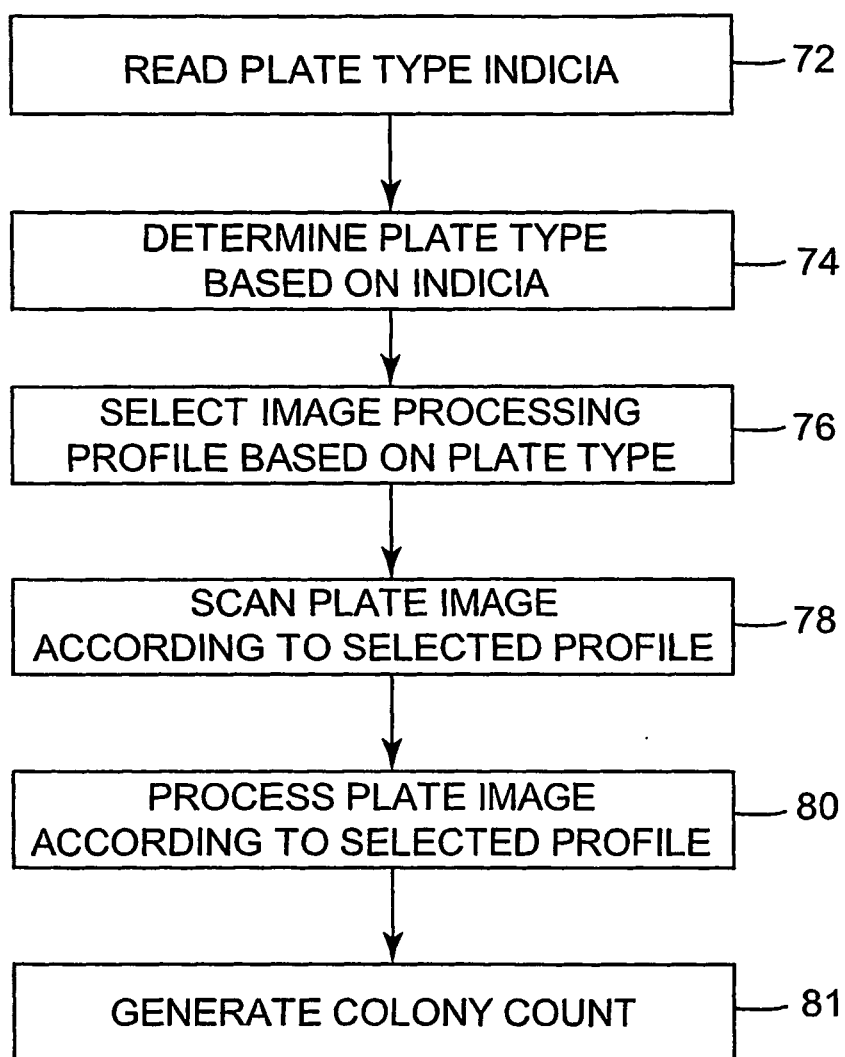 READ PLATE TYPE INDICIA
72
DETERMINE PLATE TYPE
BASED ON INDICIA
74
SELECT IMAGE PROCESSING
PROFILE BASED ON PLATE TYPE
76
SCAN PLATE IMAGE
ACCORDING TO SELECTED PROFILE
78
PROCESS PLATE IMAGE
ACCORDING TO SELECTED PROFILE
80
GENERATE COLONY COUNT
81